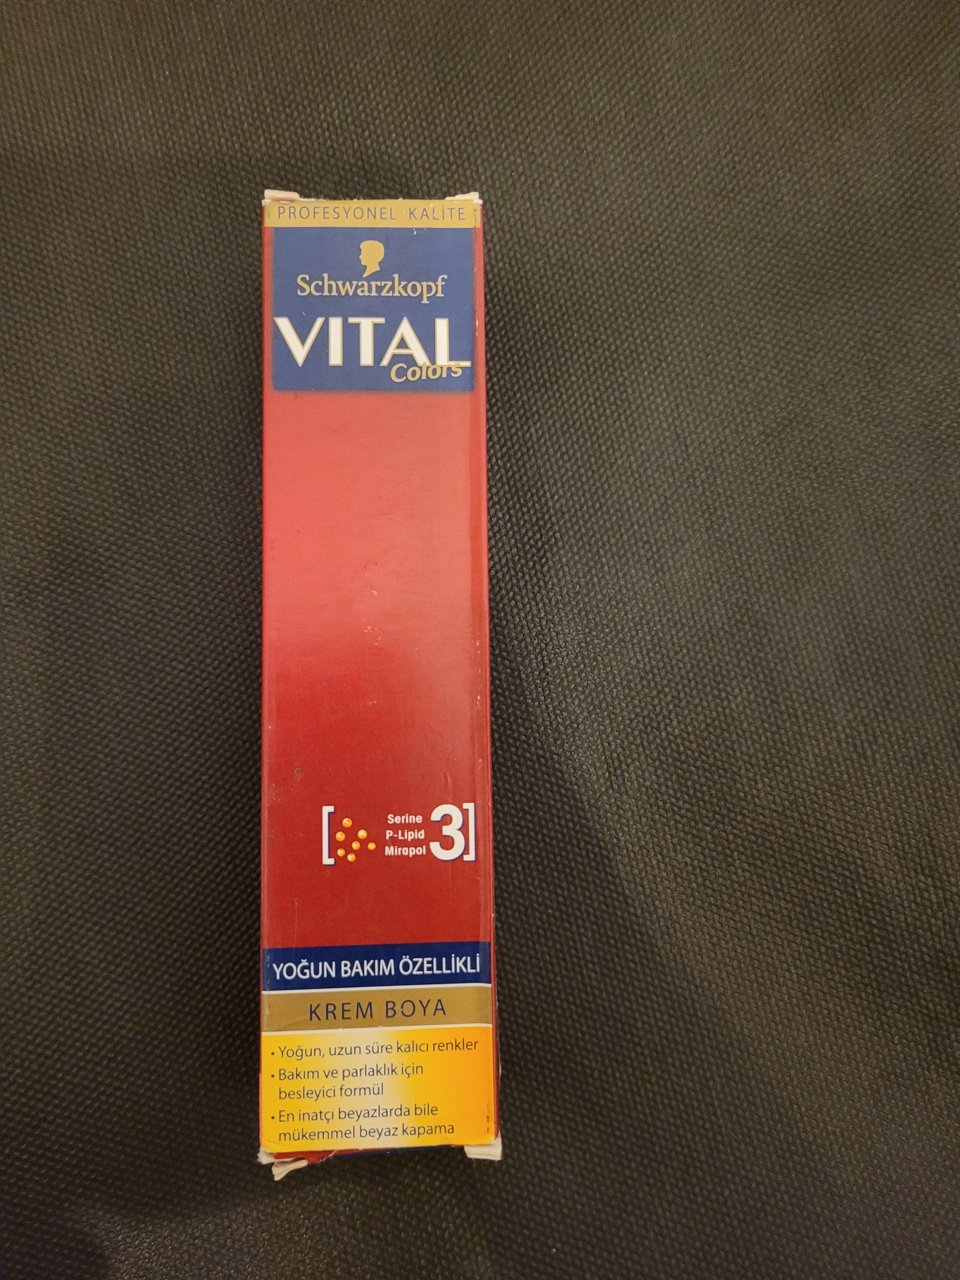 PROFESYONEL KALİTE
Schwarzkopf
VITAL
Colors
Serine
P-Lipid
Mirapol
3
YOĞUN BAKIM ÖZELLİKLİ
KREM BOYA
• Yoğun, uzun süre kalıcı renkler
• Bakım ve parlaklık için
besleyici formül
• En inatçı beyazlarda bile
mükemmel beyaz kapama